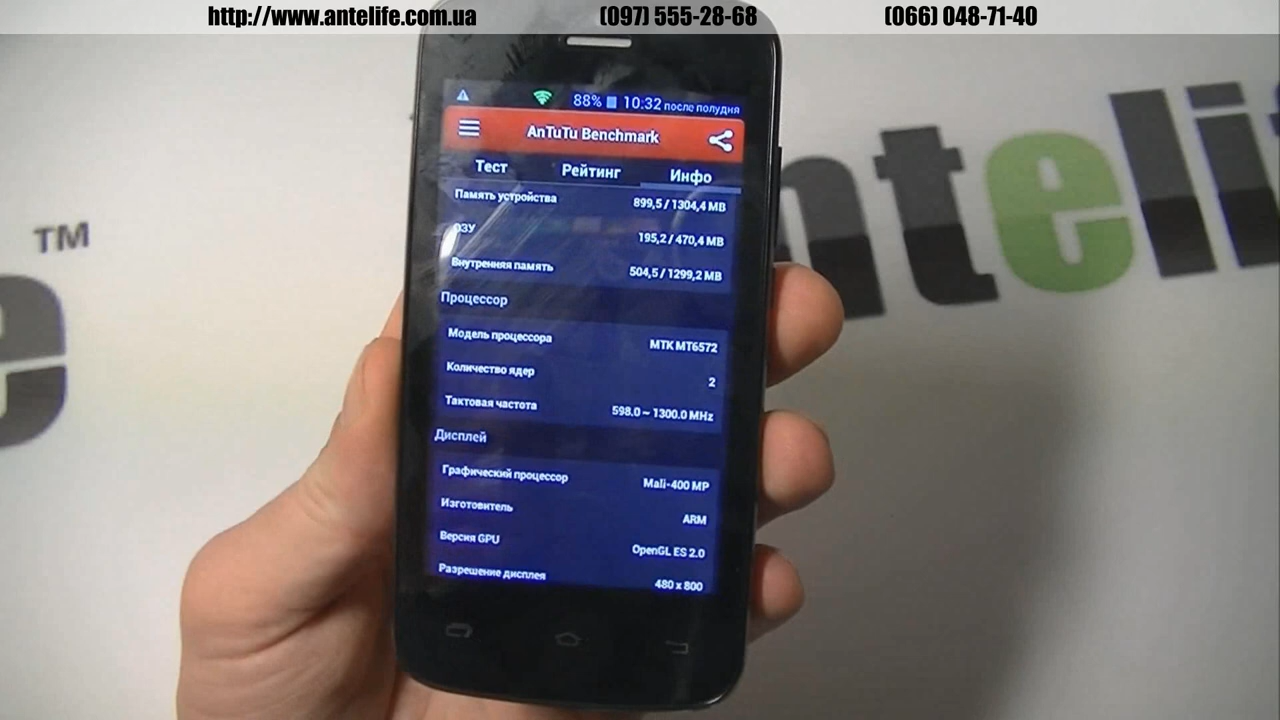 http://www.antelife.com.ua (097) 555-28-68 (066) 048-71-40
88% 10:32 после полудня
AnTuTu Benchmark
Тест Рейтинг Инфо
Память устройства 899,5 / 1304,4 MB
ОЗУ 195,2 / 470,4 MB
Внутренняя память 504,5 / 1299,2 MB
Процессор
Модель процессора MTK MT6572
Количество ядер 2
Тактовая частота 598.0 ~ 1300.0 MHz
Дисплей
Графический процессор Mali-400 MP
Изготовитель ARM
Версия GPU OpenGL ES 2.0
Разрешение дисплея 480 x 800
TM
e
antelif